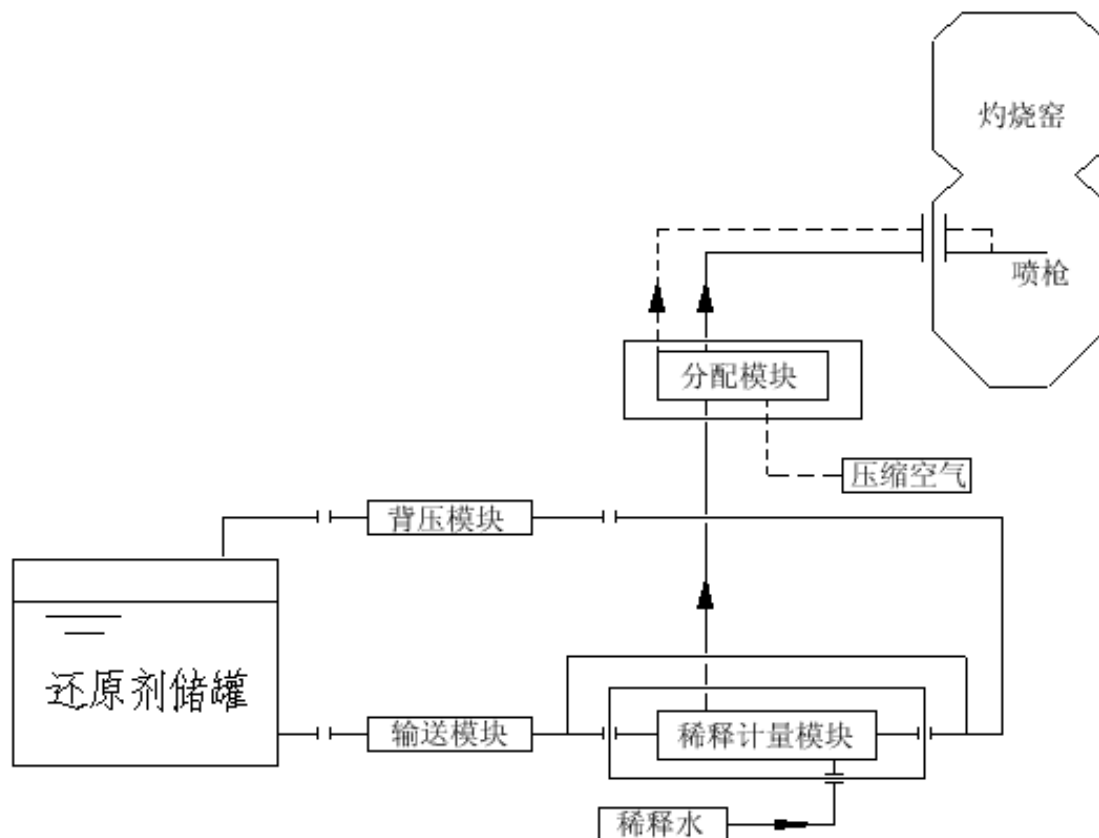 灼烧窑
喷枪
分配模块
压缩空气
背压模块
还原剂储罐
输送模块
稀释计量模块
稀释水